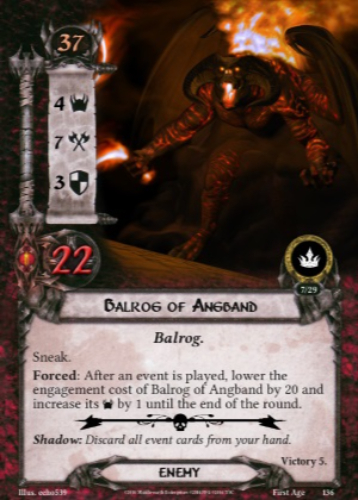 37
4
7
3
22
7/29
BALROG OF ANGBAND
Balrog.
Sneak.
Forced: After an event is played, lower the
engagement cost of Balrog of Angband by 20 and
increase its by 1 until the end of the round.
Shadow: Discard all event cards from your hand.
Victory 5.
ENEMY
Illus. echo539
First Age
136